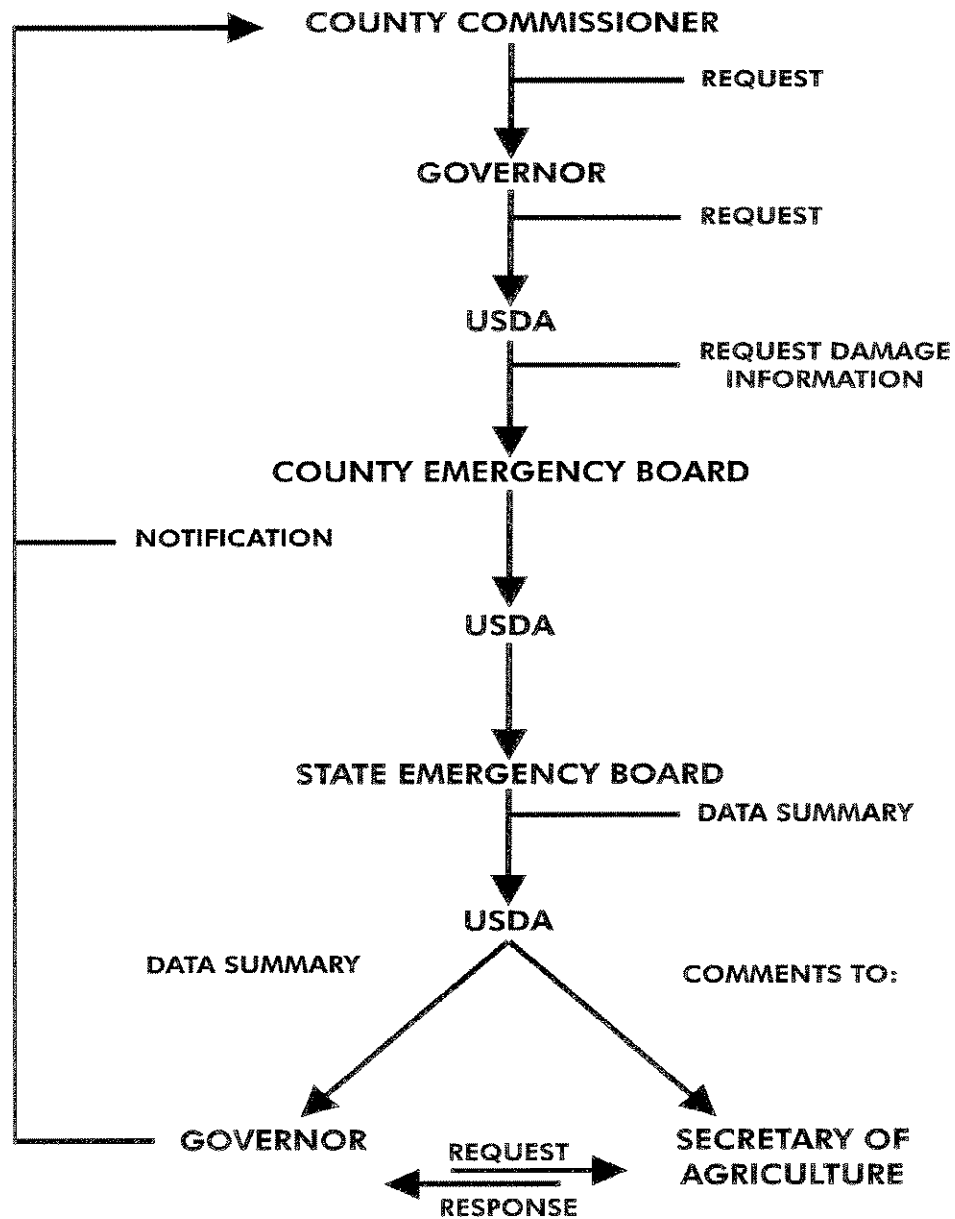 COUNTY COMMISSIONER
REQUEST
GOVERNOR
REQUEST
USDA
REQUEST DAMAGE
INFORMATION
COUNTY EMERGENCY BOARD
NOTIFICATION
USDA
STATE EMERGENCY BOARD
DATA SUMMARY
USDA
DATA SUMMARY
COMMENTS TO:
GOVERNOR
REQUEST
RESPONSE
SECRETARY OF
AGRICULTURE